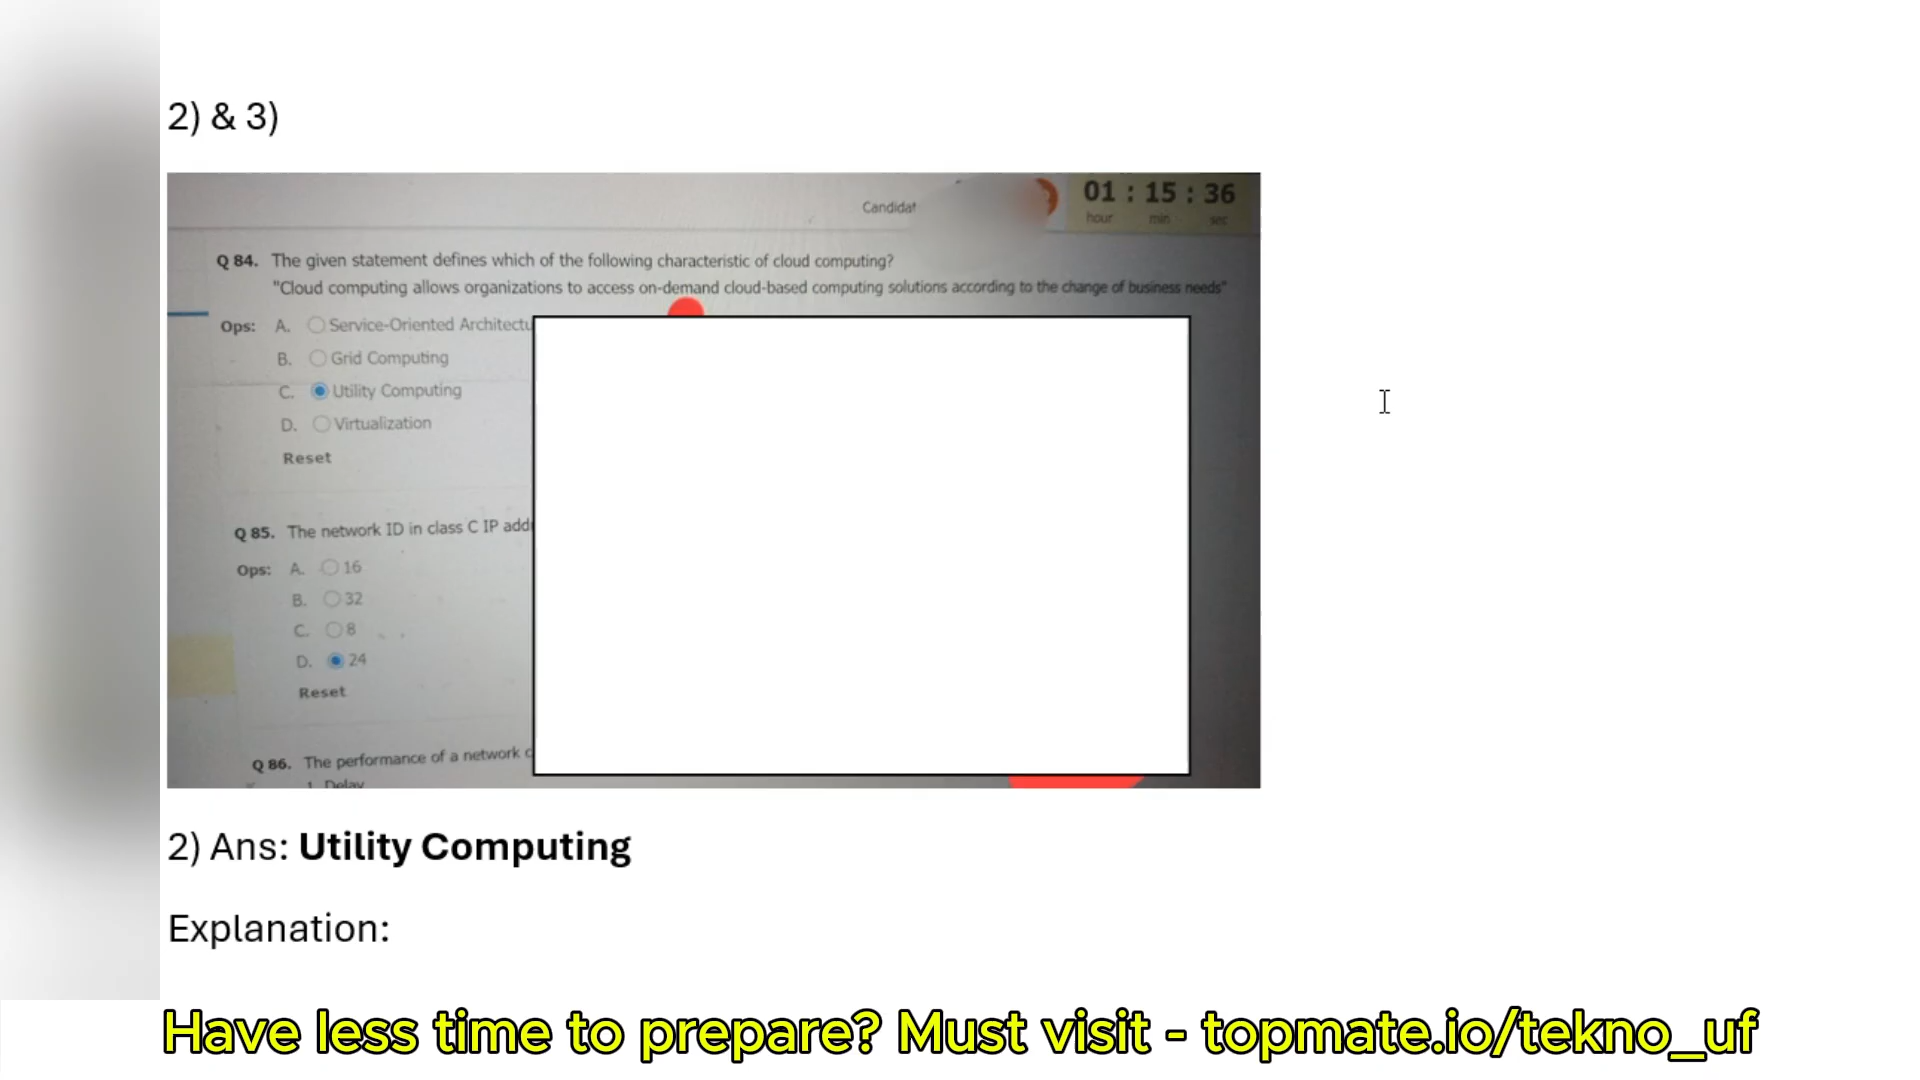 2) & 3)
Candidat
01 : 15 : 36
hour min sec
Q 84. The given statement defines which of the following characteristic of cloud computing?
"Cloud computing allows organizations to access on-demand cloud-based computing solutions according to the change of business needs"
Ops: A. Service-Oriented Architectu
B. Grid Computing
C. Utility Computing
D. Virtualization
Reset
Q 85. The network ID in class C IP add
Ops: A. 16
B. 32
C. 8
D. 24
Reset
Q 86. The performance of a network
1. Delay
2) Ans: Utility Computing
Explanation:
Have less time to prepare? Must visit - topmate.io/tekno_uf